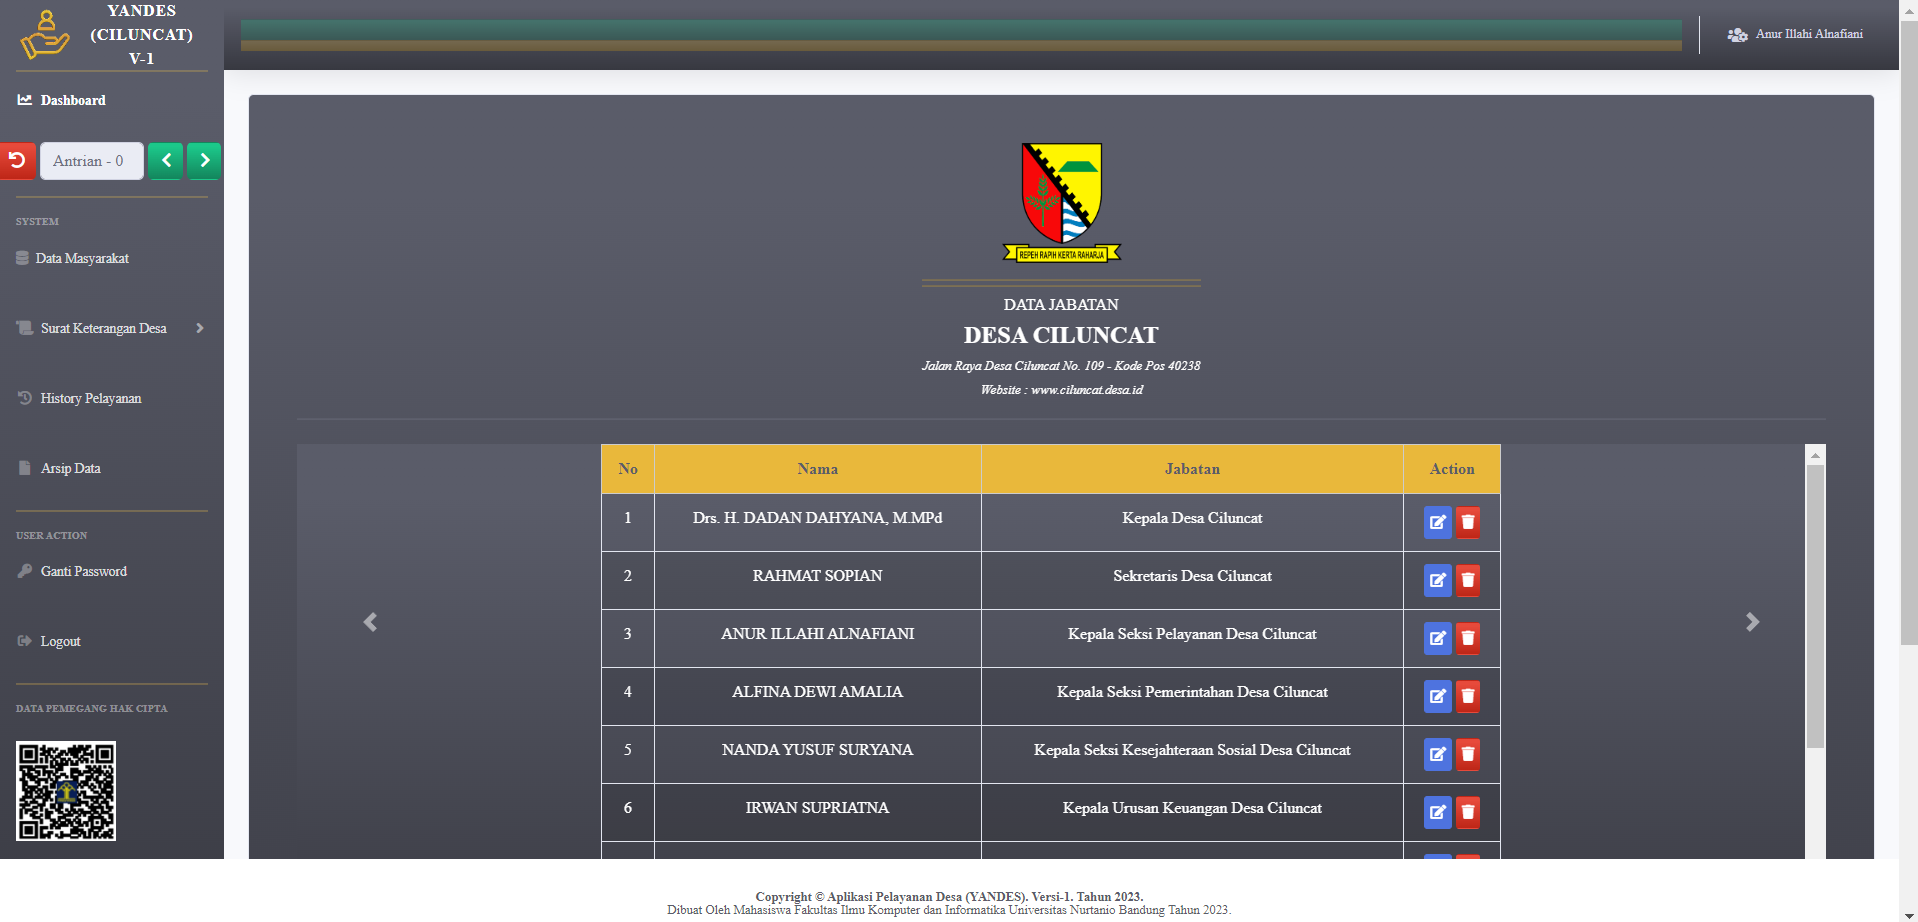 YANDES
(CILUNCAT)
V-1
Anur Illahi Alnafiani
Dashboard
Antrian - 0
SYSTEM
Data Masyarakat
Surat Keterangan Desa
History Pelayanan
Arsip Data
USER ACTION
Ganti Password
Logout
DATA PEMEGANG HAK CIPTA
REPEH RAPIH KERTA RAHARJA
DATA JABATAN
DESA CILUNCAT
Jalan Raya Desa Ciluncat No. 109 - Kode Pos 40238
Website : www.ciluncat.desa.id
No Nama Jabatan Action
1 Drs. H. DADAN DAHYANA, M.MPd Kepala Desa Ciluncat
2 RAHMAT SOPIAN Sekretaris Desa Ciluncat
3 ANUR ILLAHI ALNAFIANI Kepala Seksi Pelayanan Desa Ciluncat
4 ALFINA DEWI AMALIA Kepala Seksi Pemerintahan Desa Ciluncat
5 NANDA YUSUF SURYANA Kepala Seksi Kesejahteraan Sosial Desa Ciluncat
6 IRWAN SUPRIATNA Kepala Urusan Keuangan Desa Ciluncat
Copyright © Aplikasi Pelayanan Desa (YANDES). Versi-1. Tahun 2023.
Dibuat Oleh Mahasiswa Fakultas Ilmu Komputer dan Informatika Universitas Nurtanio Bandung Tahun 2023.